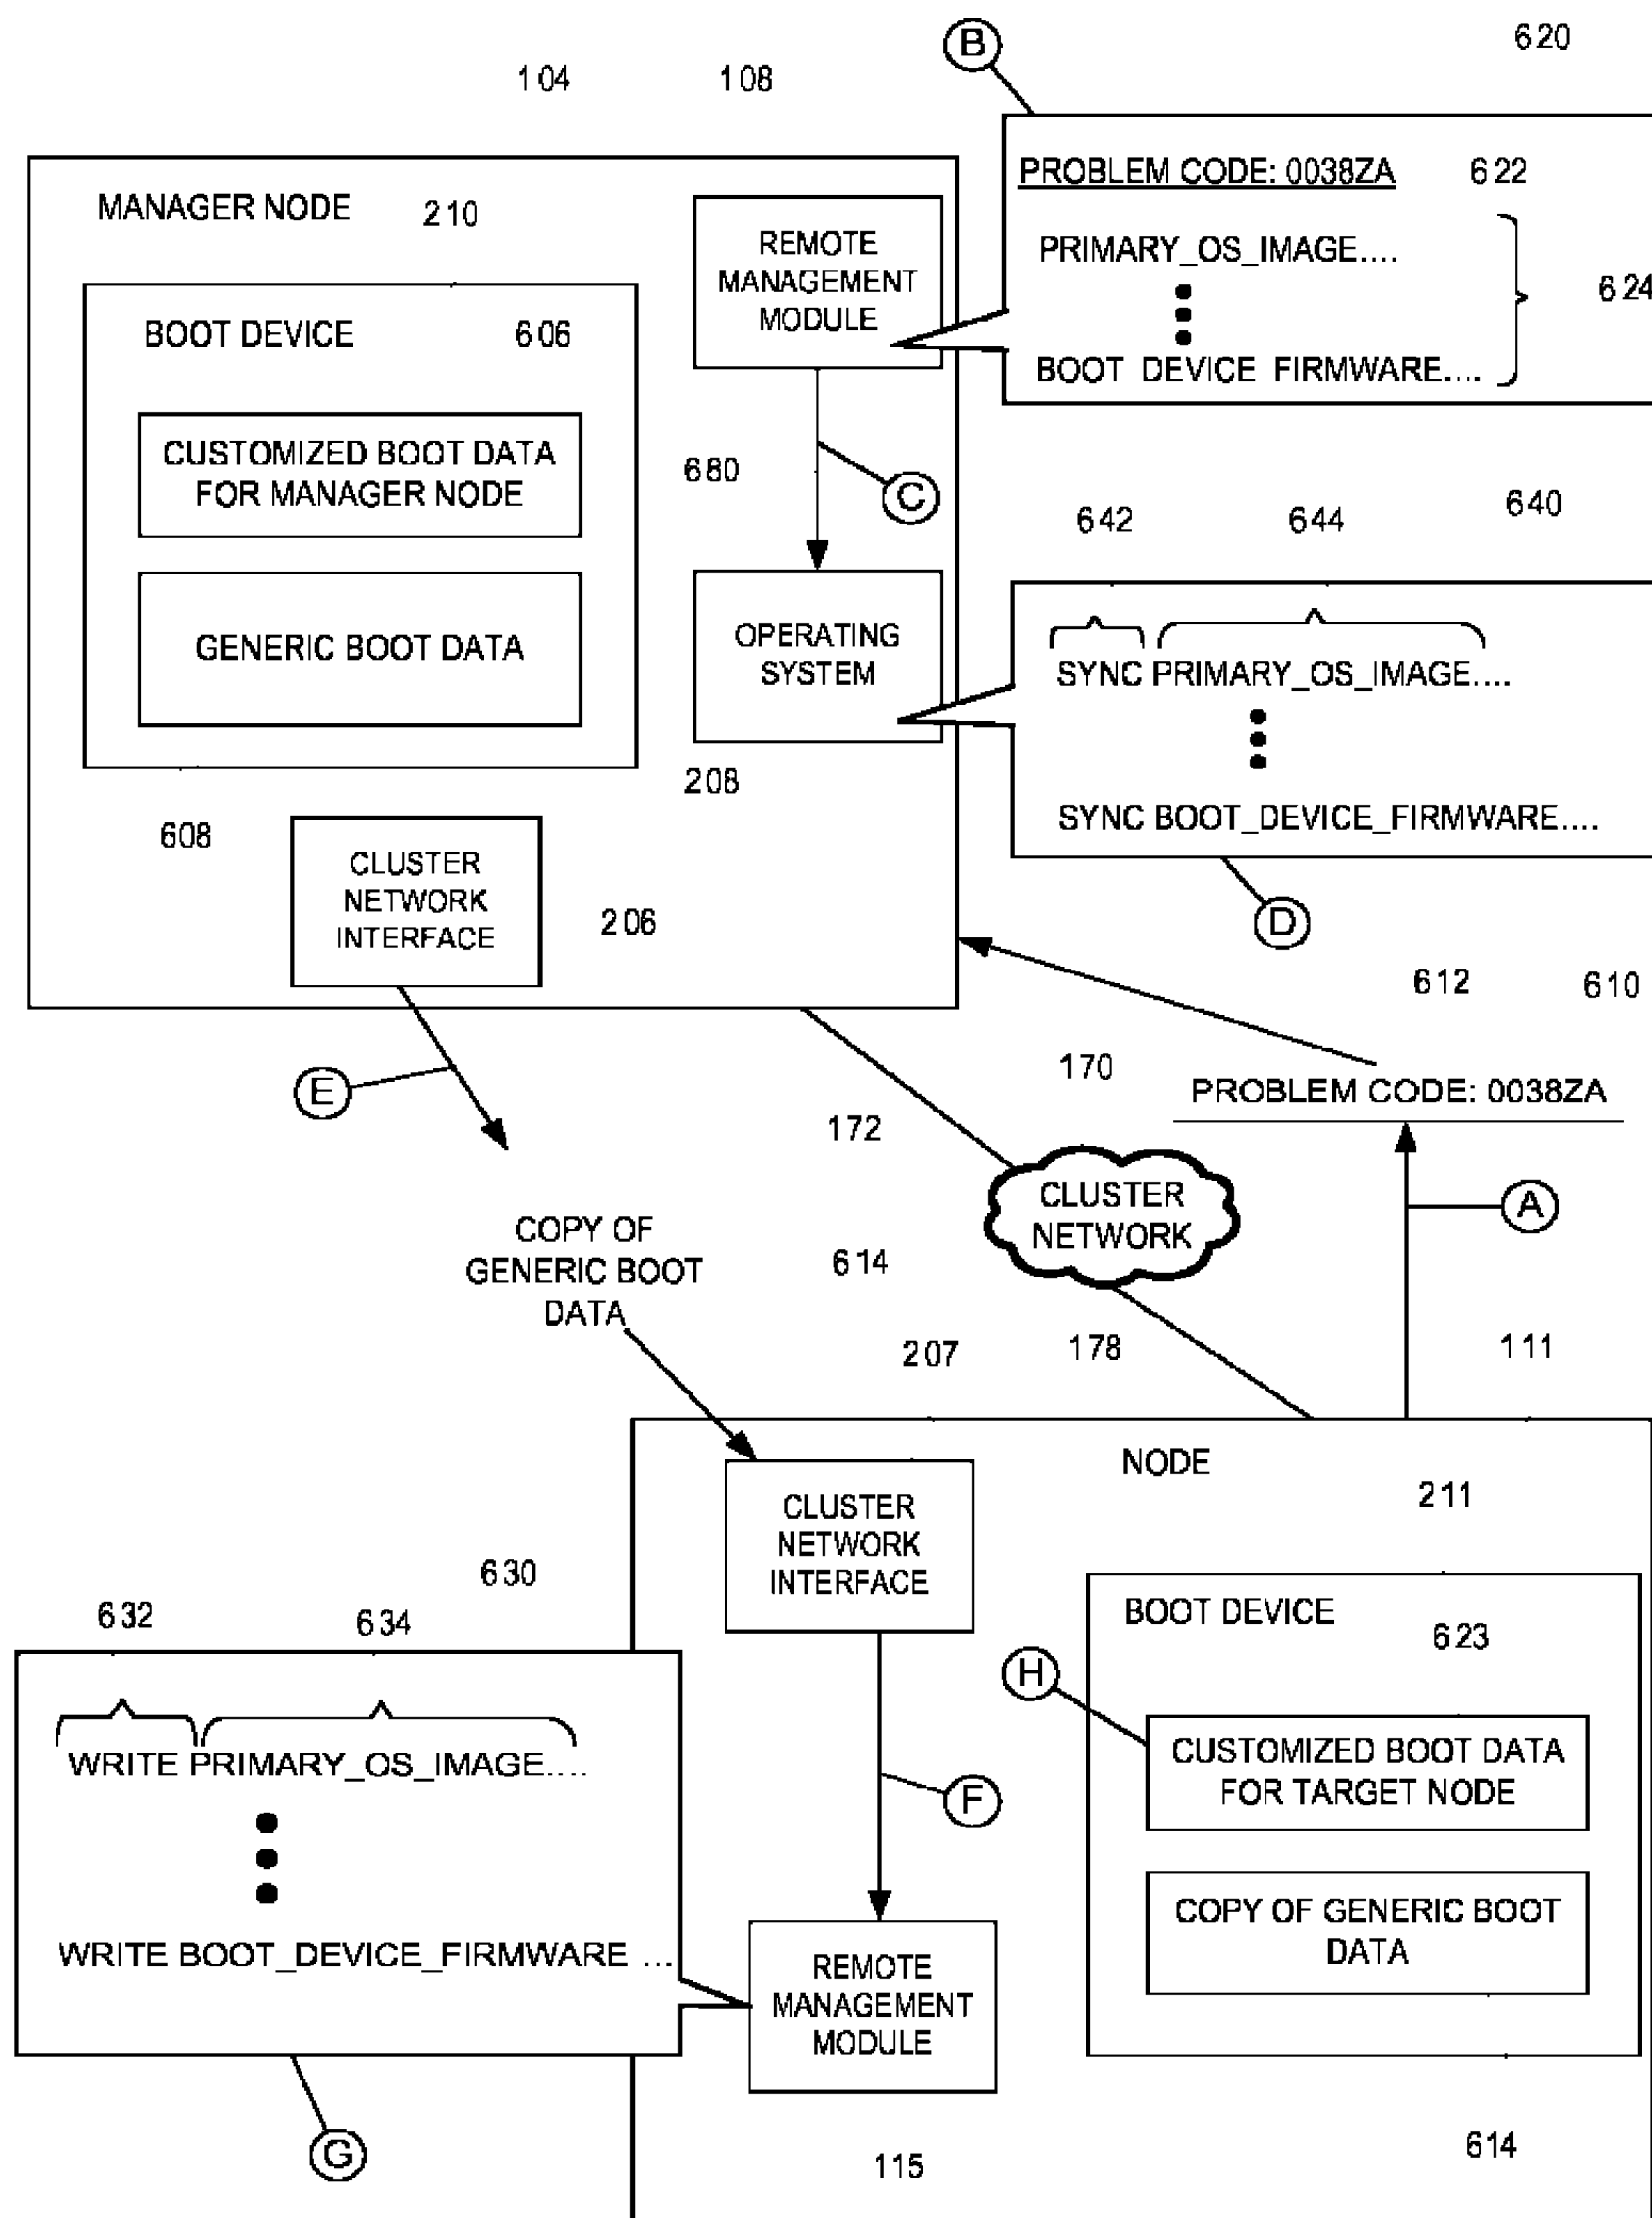 B
620
104
108
PROBLEM CODE: 0038ZA
622
MANAGER NODE
210
REMOTE
MANAGEMENT
MODULE
PRIMARY_OS_IMAGE....
624
BOOT DEVICE
606
BOOT DEVICE FIRMWARE....
CUSTOMIZED BOOT DATA
FOR MANAGER NODE
680
C
642
644
640
GENERIC BOOT DATA
OPERATING
SYSTEM
SYNC PRIMARY_OS_IMAGE....
208
SYNC BOOT_DEVICE_FIRMWARE....
608
CLUSTER
NETWORK
INTERFACE
206
D
612
610
E
170
PROBLEM CODE: 0038ZA
172
CLUSTER
NETWORK
A
COPY OF
GENERIC BOOT
DATA
614
207
178
111
NODE
CLUSTER
NETWORK
INTERFACE
211
630
632
634
BOOT DEVICE
623
H
WRITE PRIMARY_OS_IMAGE....
CUSTOMIZED BOOT DATA
FOR TARGET NODE
F
WRITE BOOT_DEVICE_FIRMWARE ...
COPY OF GENERIC BOOT
DATA
REMOTE
MANAGEMENT
MODULE
G
115
614